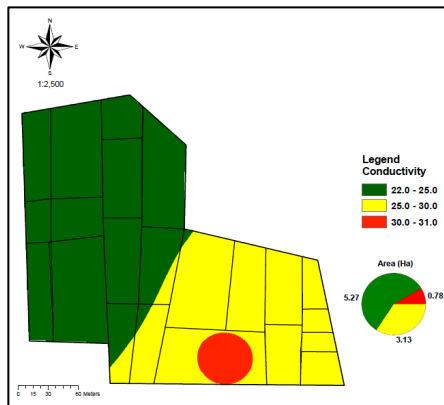 N
W E
S
1:2,500
Legend
Conductivity
22.0 - 25.0
25.0 - 30.0
30.0 - 31.0
Area (Ha)
5.27
0.78
3.13
0 15 30 60 Meters